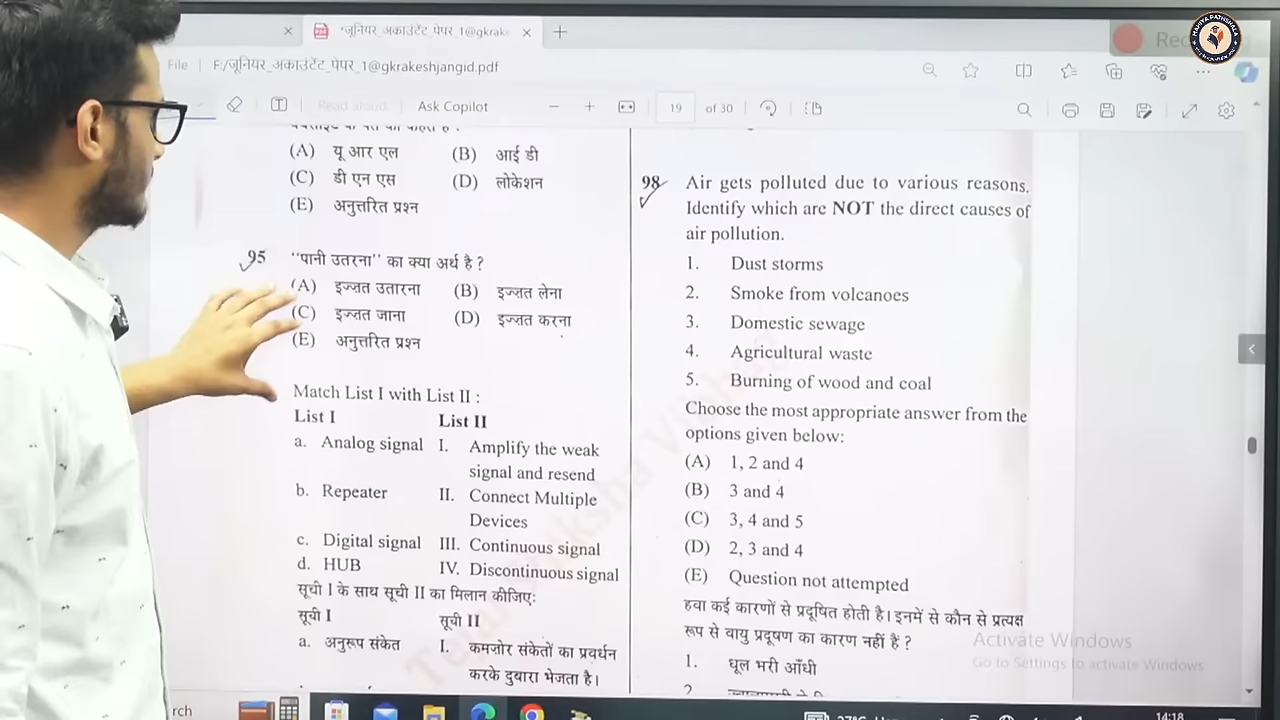 *जूनियर_अकाउंटेंट_पेपर_1@gkrake
File F:/जूनियर_अकाउंटेंट_पेपर_1@gkrakeshjangid.pdf
Read aloud Ask Copilot 19 of 30
MAHIYA PATHSHALA
(A) यू आर एल (B) आई डी
(C) डी एन एस (D) लोकेशन
(E) अनुत्तरित प्रश्न
95 "पानी उतरना" का क्या अर्थ है ?
(A) इज्जत उतारना (B) इज्जत लेना
(C) इज्जत जाना (D) इज्जत करना
(E) अनुत्तरित प्रश्न
Match List I with List II :
List I List II
a. Analog signal I. Amplify the weak
signal and resend
b. Repeater II. Connect Multiple
Devices
c. Digital signal III. Continuous signal
d. HUB IV. Discontinuous signal
सूची I के साथ सूची II का मिलान कीजिए:
सूची I सूची II
a. अनुरूप संकेत I. कमजोर संकेतों का प्रवर्धन
करके दुबारा भेजता है।
98 Air gets polluted due to various reasons.
Identify which are NOT the direct causes of
air pollution.
1. Dust storms
2. Smoke from volcanoes
3. Domestic sewage
4. Agricultural waste
5. Burning of wood and coal
Choose the most appropriate answer from the
options given below:
(A) 1, 2 and 4
(B) 3 and 4
(C) 3, 4 and 5
(D) 2, 3 and 4
(E) Question not attempted
हवा कई कारणों से प्रदूषित होती है। इनमें से कौन से प्रत्यक्ष
रूप से वायु प्रदूषण का कारण नहीं हैं ?
1. धूल भरी आँधी
Activate Windows
Go to Settings to activate Windows
rch
14:18